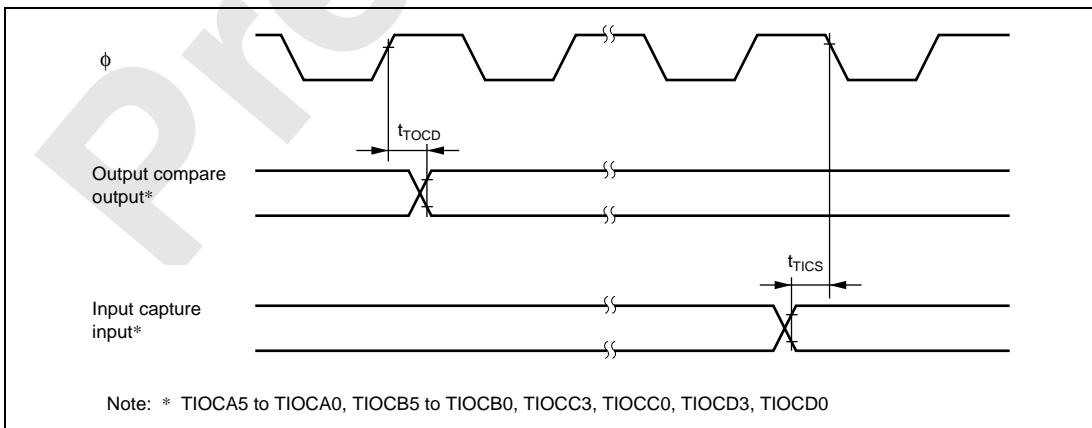 Pre
φ
tTOCD
Output compare
output*
tTICS
Input capture
input*
Note: * TIOCA5 to TIOCA0, TIOCB5 to TIOCB0, TIOCC3, TIOCC0, TIOCD3, TIOCD0